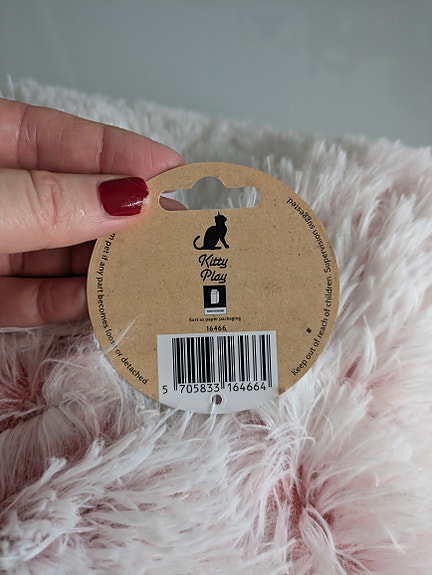 Kitty
Play
Sort as paper packaging
16466
5 705833 164664
Keep out of reach of children. Supervision suggested
pet if any part becomes loose or detached